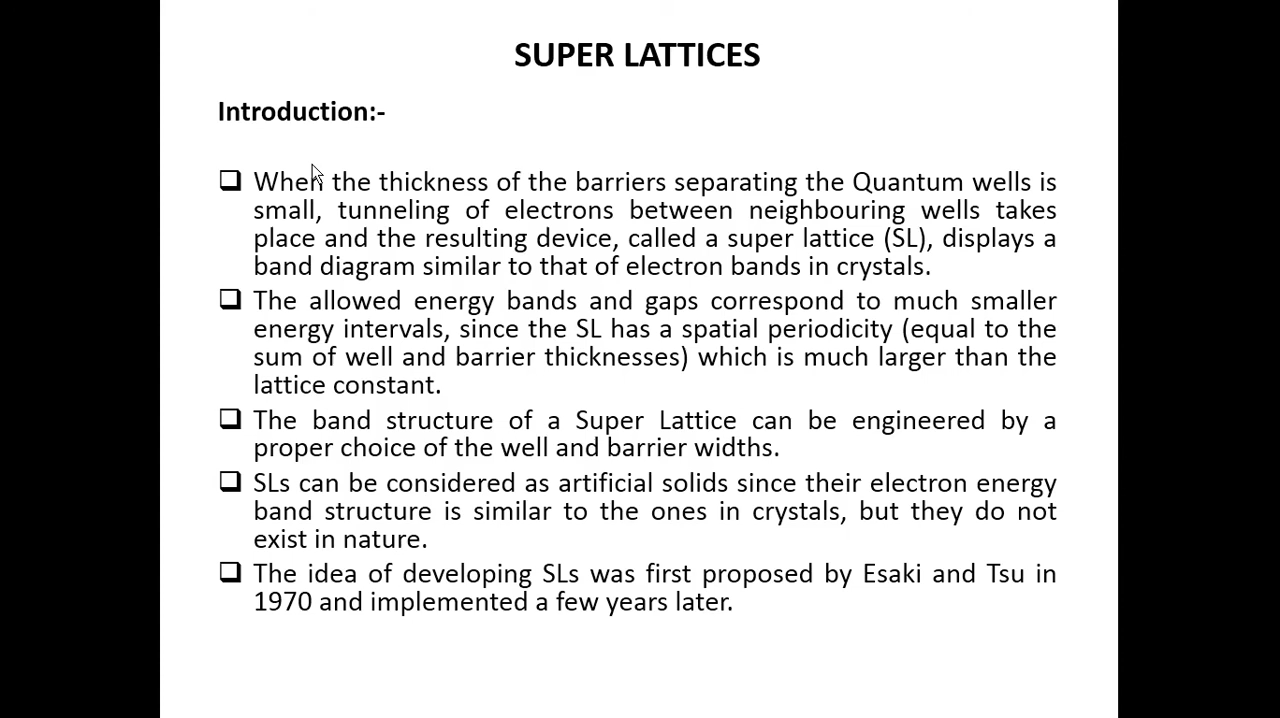 SUPER LATTICES
Introduction:-
When the thickness of the barriers separating the Quantum wells is
small, tunneling of electrons between neighbouring wells takes
place and the resulting device, called a super lattice (SL), displays a
band diagram similar to that of electron bands in crystals.
The allowed energy bands and gaps correspond to much smaller
energy intervals, since the SL has a spatial periodicity (equal to the
sum of well and barrier thicknesses) which is much larger than the
lattice constant.
The band structure of a Super Lattice can be engineered by a
proper choice of the well and barrier widths.
SLs can be considered as artificial solids since their electron energy
band structure is similar to the ones in crystals, but they do not
exist in nature.
The idea of developing SLs was first proposed by Esaki and Tsu in
1970 and implemented a few years later.